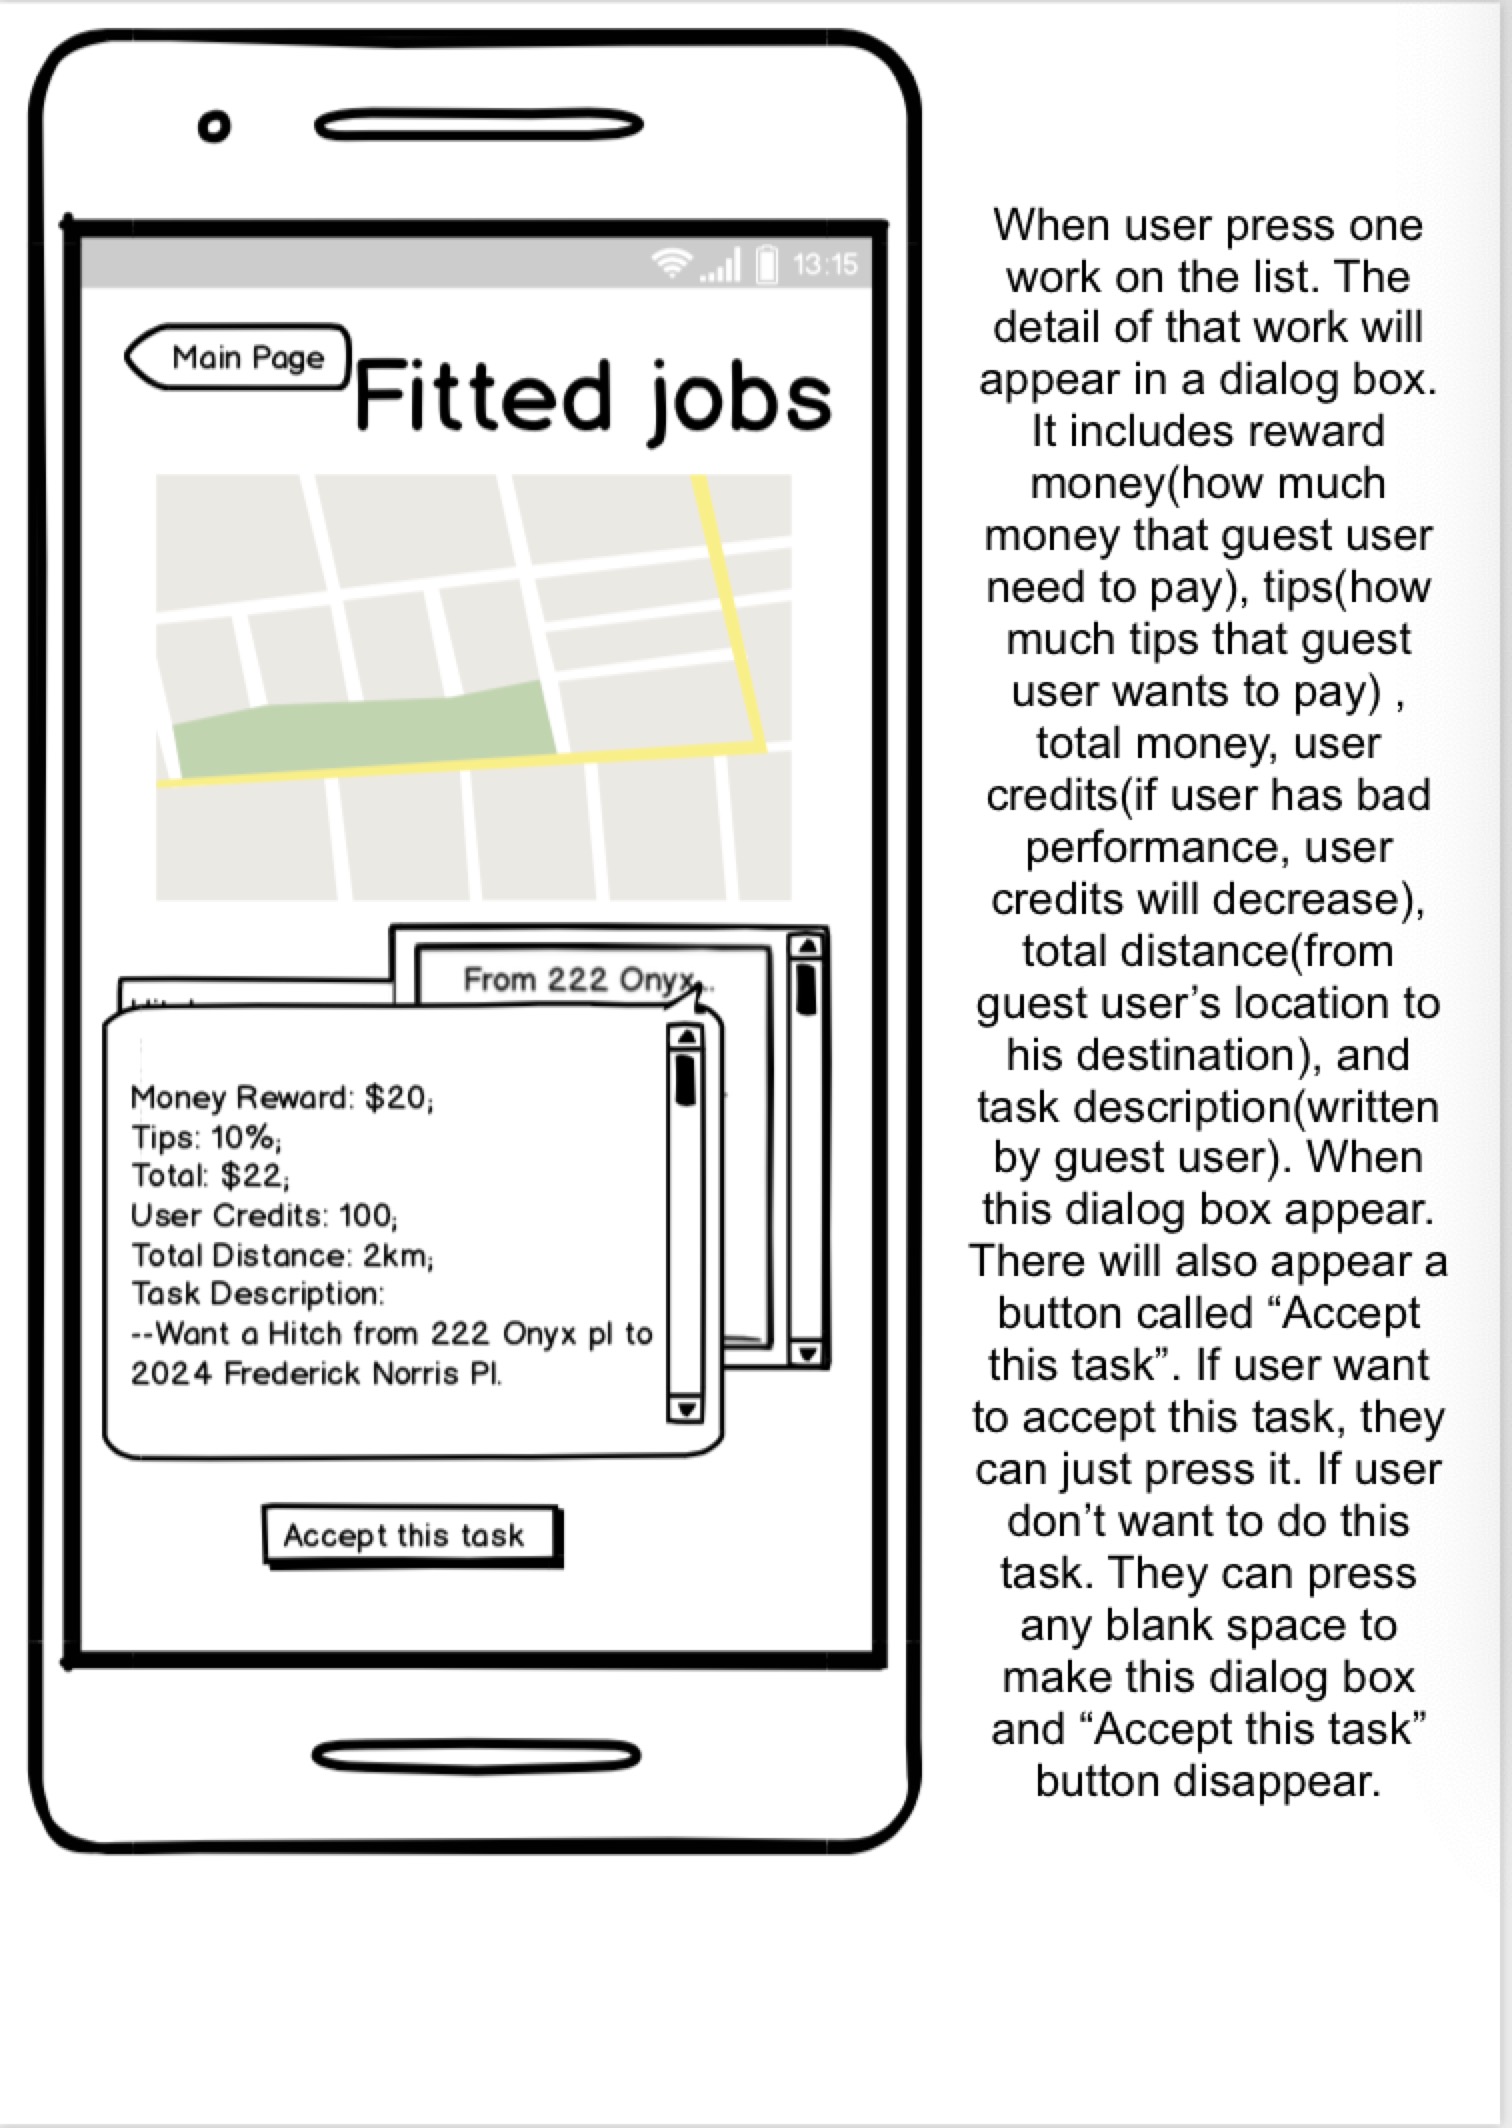 13:15
Main Page
Fitted jobs
From 222 Onyx...
Money Reward: $20;
Tips: 10%;
Total: $22;
User Credits: 100;
Total Distance: 2km;
Task Description:
--Want a Hitch from 222 Onyx pl to
2024 Frederick Norris Pl.
Accept this task
When user press one
work on the list. The
detail of that work will
appear in a dialog box.
It includes reward
money(how much
money that guest user
need to pay), tips(how
much tips that guest
user wants to pay) ,
total money, user
credits(if user has bad
performance, user
credits will decrease),
total distance(from
guest user’s location to
his destination), and
task description(written
by guest user). When
this dialog box appear.
There will also appear a
button called “Accept
this task”. If user want
to accept this task, they
can just press it. If user
don’t want to do this
task. They can press
any blank space to
make this dialog box
and “Accept this task”
button disappear.